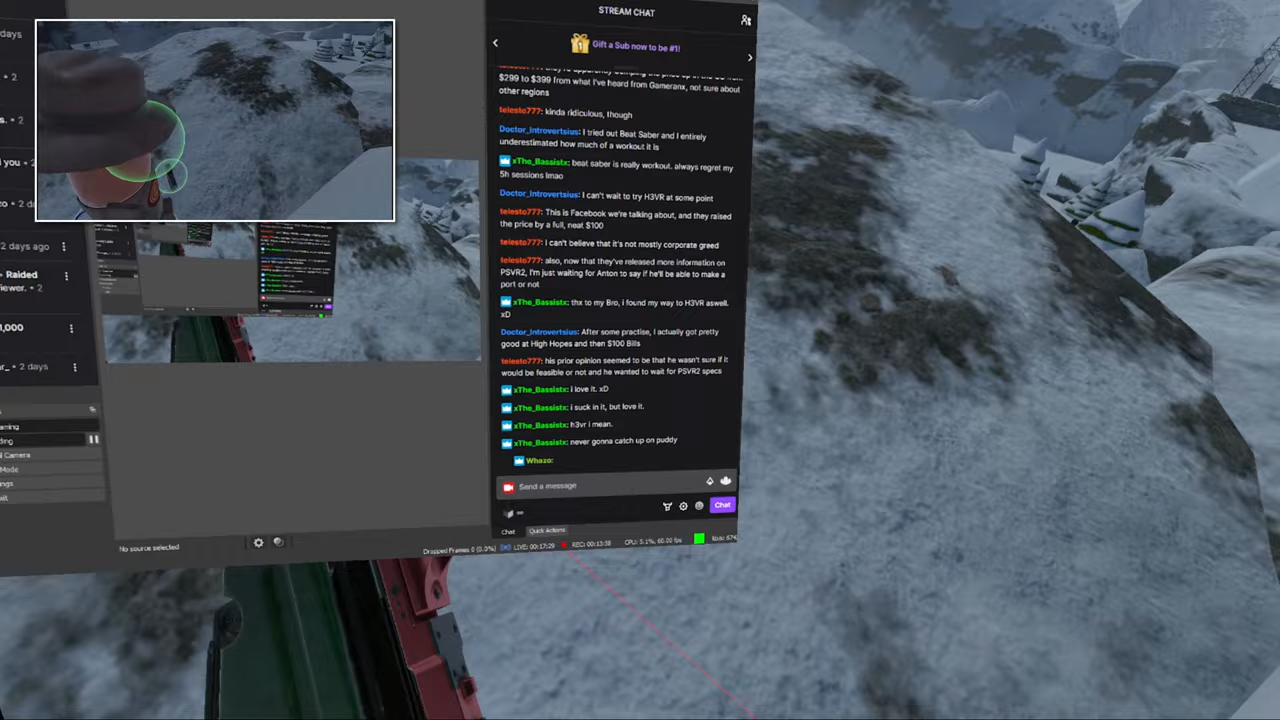 days
STREAM CHAT
Gift a Sub now to be #1!
$299 to $399 from what I've heard from Gameranx, not sure about
other regions
telesto777: kinda ridiculous, though
Doctor_Introvertsius: I tried out Beat Saber and I entirely
underestimated how much of a workout it is
xThe_Bassistx: beat saber is really workout. always regret my
5h sessions lmao
Doctor_Introvertsius: I can't wait to try H3VR at some point
telesto777: This is Facebook we're talking about, and they raised
the price by a full, neat $100
telesto777: I can't believe that it's not mostly corporate greed
telesto777: also, now that they've released more information on
PSVR2, I'm just waiting for Anton to say if he'll be able to make a
port or not
xThe_Bassistx: thx to my Bro, i found my way to H3VR aswell.
xD
Doctor_Introvertsius: After some practise, I actually got pretty
good at High Hopes and then $100 Bills
telesto777: his prior opinion seemed to be that he wasn't sure if it
would be feasible or not and he wanted to wait for PSVR2 specs
xThe_Bassistx: i love it. xD
xThe_Bassistx: i suck in it, but love it.
xThe_Bassistx: h3vr i mean.
xThe_Bassistx: never gonna catch up on puddy
Whazo:
Send a message
Chat
Chat Quick Actions
Dropped Frames 0 (0.0%) LIVE: 00:17:29 REC: 00:13:38 CPU: 5.1%, 60.00 fps
No source selected
• 2
you
2 days ago
Raided
viewer. • 2
1,000
• 2 days
Camera
Mode